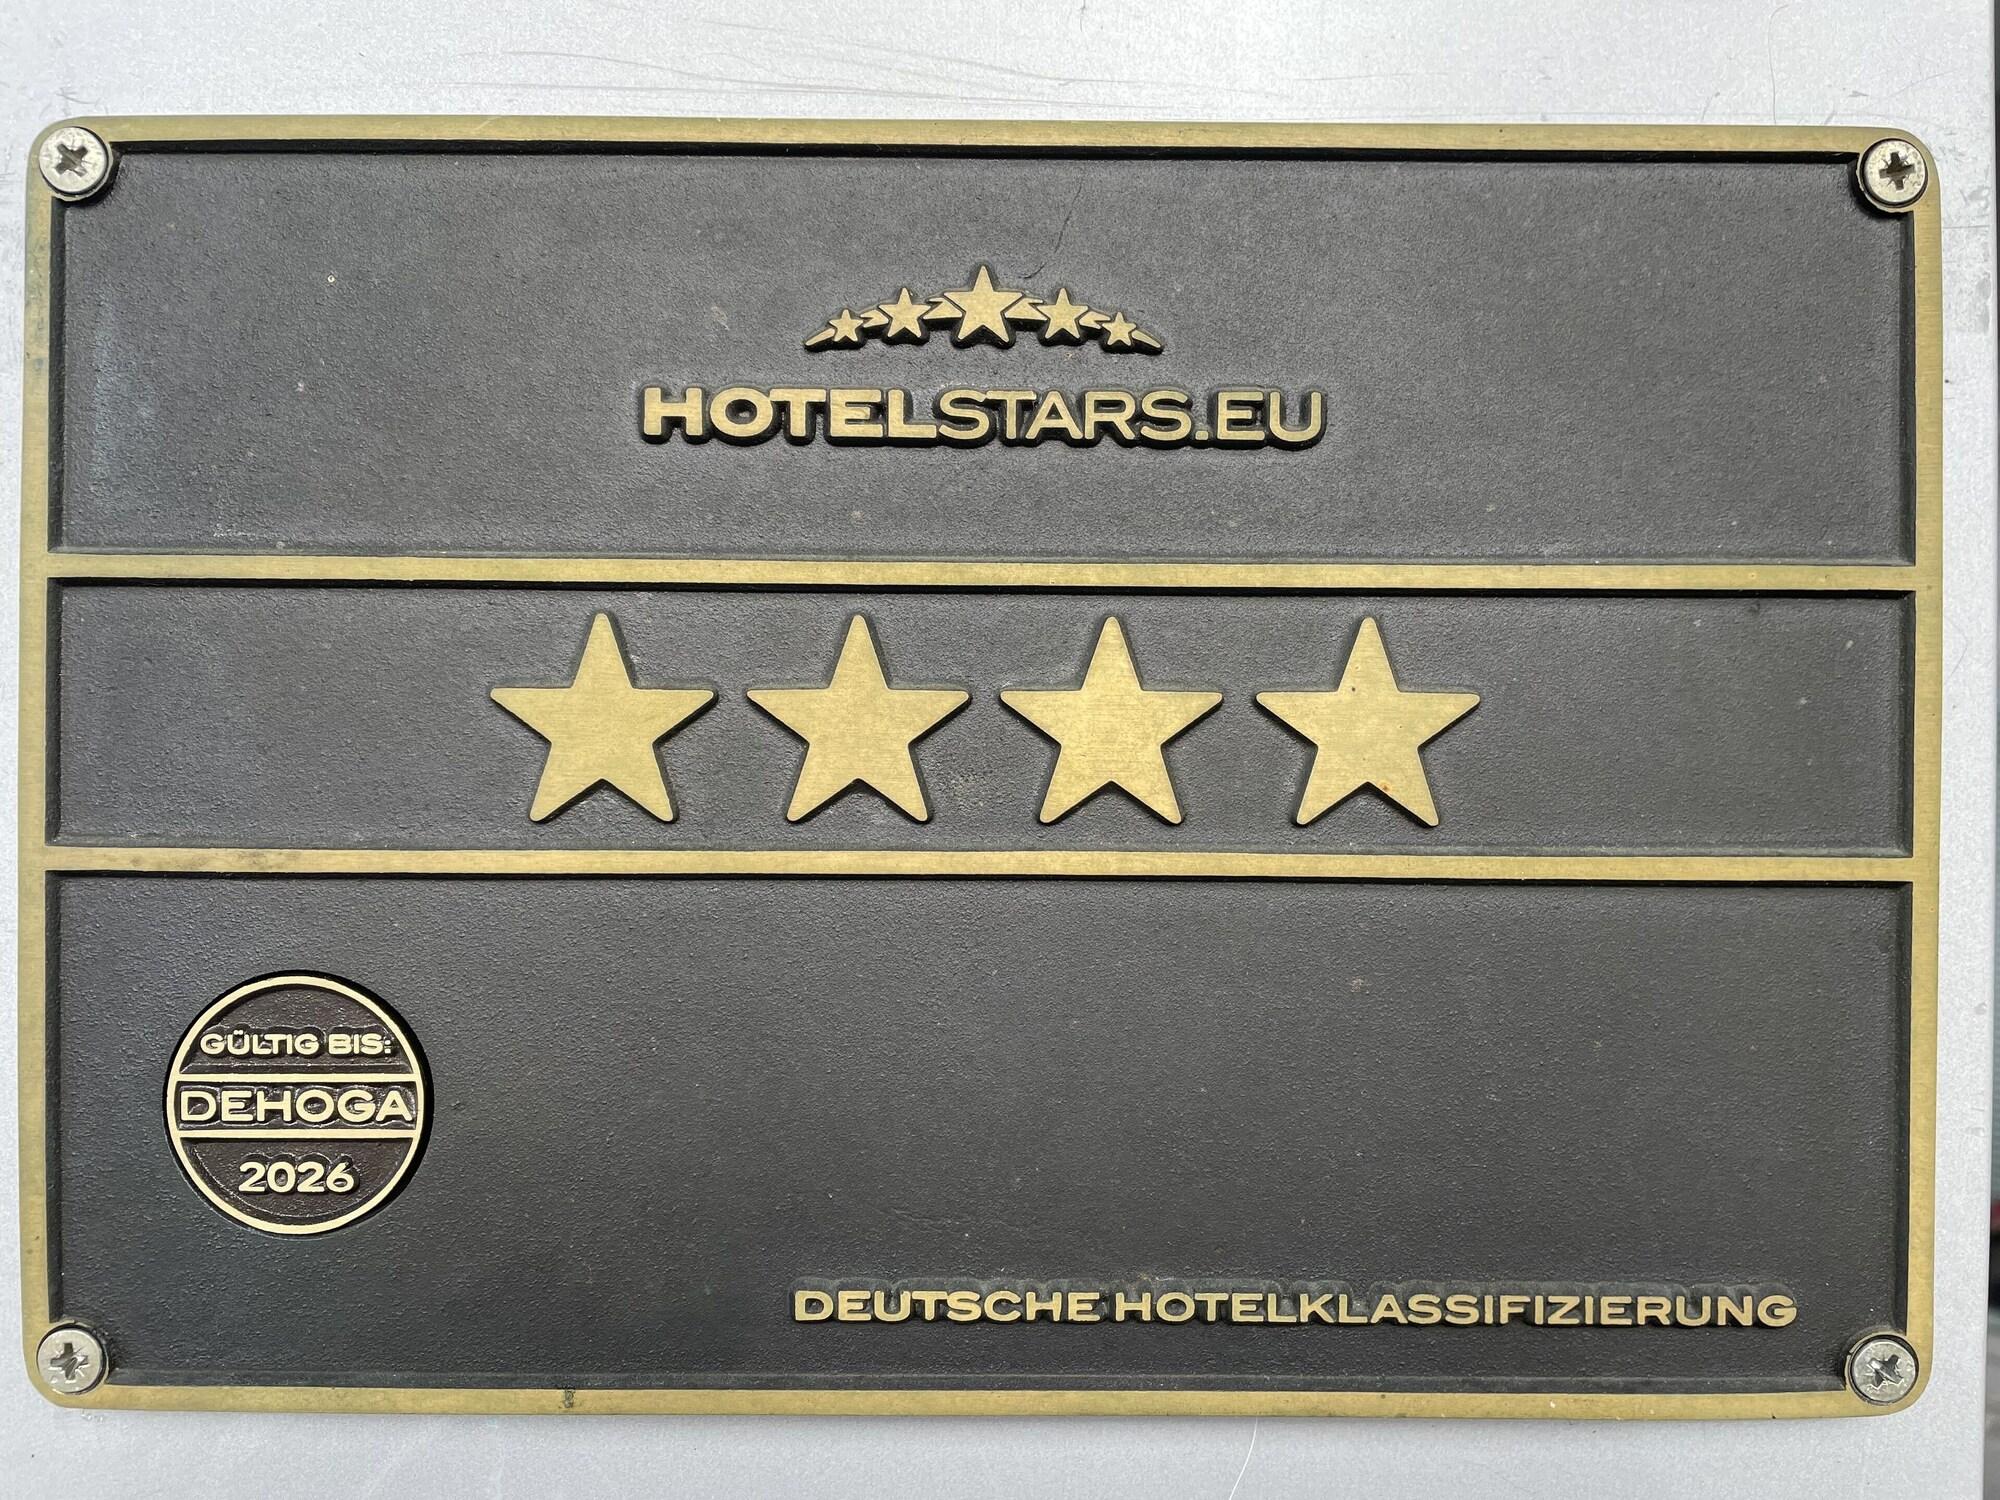 HOTELSTARS.EU
GÜLTIG BIS:
DEHOGA
2026
DEUTSCHE HOTELKLASSIFIZIERUNG